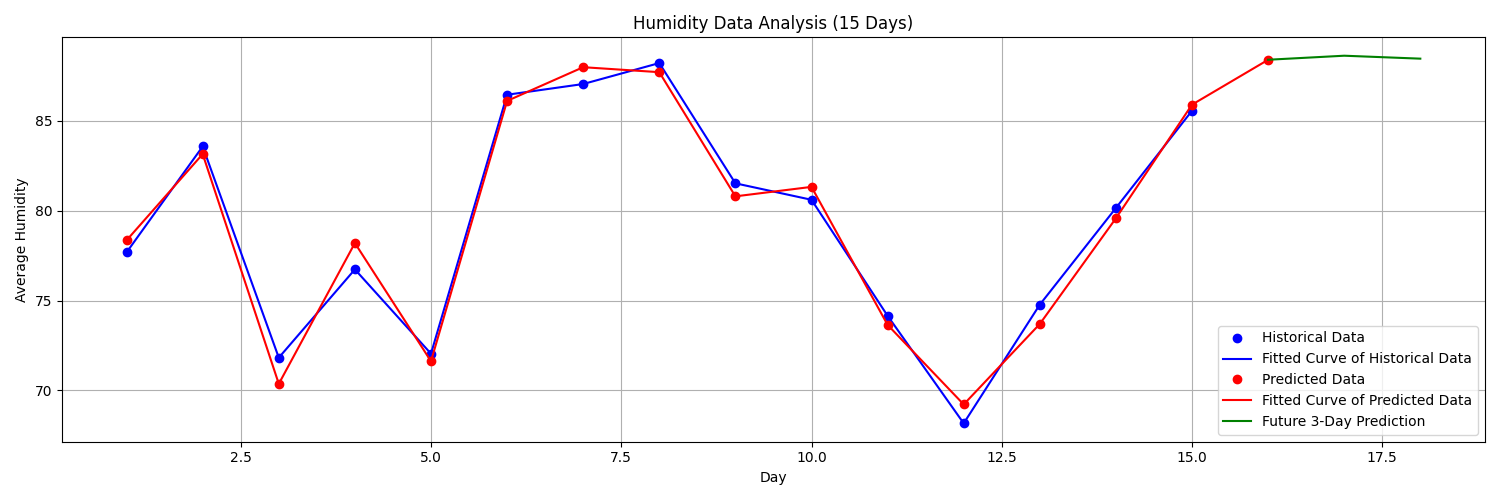 Humidity Data Analysis (15 Days)
Average Humidity
85
80
75
70
2.5
5.0
7.5
10.0
12.5
15.0
17.5
Day
Historical Data
Fitted Curve of Historical Data
Predicted Data
Fitted Curve of Predicted Data
Future 3-Day Prediction